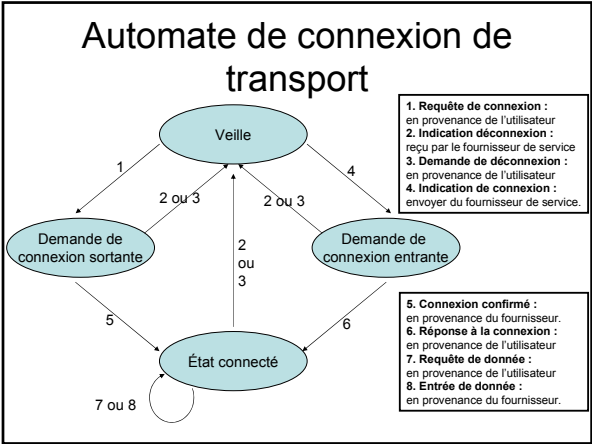 Automate de connexion de
transport
1. Requête de connexion :
en provenance de l'utilisateur
2. Indication déconnexion :
reçu par le fournisseur de service
3. Demande de déconnexion :
en provenance de l'utilisateur
4. Indication de connexion :
envoyer du fournisseur de service.
Veille
1
4
2 ou 3
2 ou 3
Demande de
connexion sortante
2
ou
3
Demande de
connexion entrante
5
6
État connecté
7 ou 8
5. Connexion confirmé :
en provenance du fournisseur.
6. Réponse à la connexion :
en provenance de l'utilisateur
7. Requête de donnée :
en provenance de l'utilisateur
8. Entrée de donnée :
en provenance du fournisseur.